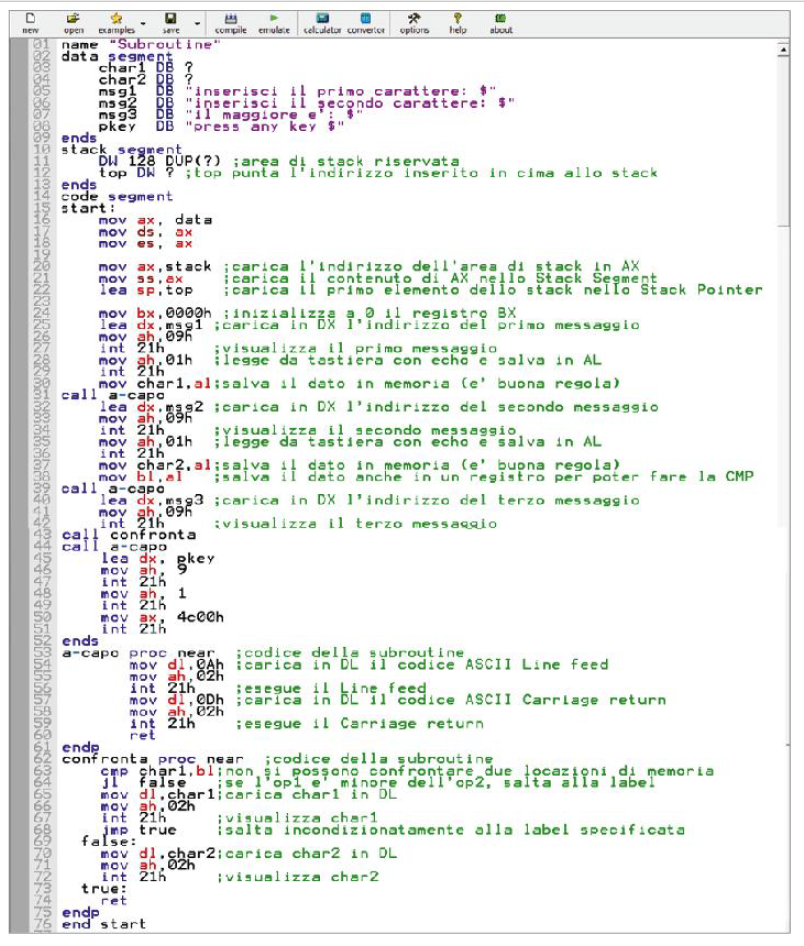 new open examples save compile emulate calculator convertor options help about
01 name "Subroutine"
02 data segment
03 char1 DB ?
04 char2 DB ?
05 msg1 DB "inserisci il primo carattere: $"
06 msg2 DB "inserisci il secondo carattere: $"
07 msg3 DB "il maggiore e': $"
08 pkey DB "press any key $"
09 ends
10 stack segment
11 DW 128 DUP(?) ;area di stack riservata
12 top DW ? ;top punta l'indirizzo inserito in cima allo stack
13 ends
14 code segment
15 start:
16 mov ax, data
17 mov ds, ax
18 mov es, ax
19
20 mov ax,stack ;carica l'indirizzo dell'area di stack in AX
21 mov ss,ax ;carica il contenuto di AX nello Stack Segment
22 lea sp,top ;carica il primo elemento dello stack nello Stack Pointer
23
24 mov bx,0000h ;inizializza a 0 il registro BX
25 lea dx,msg1 ;carica in DX l'indirizzo del primo messaggio
26 mov ah,09h
27 int 21h ;visualizza il primo messaggio
28 mov ah,01h ;legge da tastiera con echo e salva in AL
29 int 21h
30 mov char1,al;salva il dato in memoria (e' buona regola)
31 call a-capo
32 lea dx,msg2 ;carica in DX l'indirizzo del secondo messaggio
33 mov ah,09h
34 int 21h ;visualizza il secondo messaggio
35 mov ah,01h ;legge da tastiera con echo e salva in AL
36 int 21h
37 mov char2,al;salva il dato in memoria (e' buona regola)
38 mov bl,al ;salva il dato anche in un registro per poter fare la CMP
39 call a-capo
40 lea dx,msg3 ;carica in DX l'indirizzo del terzo messaggio
41 mov ah,09h
42 int 21h ;visualizza il terzo messaggio
43 call confronta
44 call a-capo
45 lea dx, pkey
46 mov ah, 9
47 int 21h
48 mov ah, 1
49 int 21h
50 mov ax, 4c00h
51 int 21h
52 ends
53 a-capo proc near ;codice della subroutine
54 mov dl,0Ah ;carica in DL il codice ASCII Line feed
55 mov ah,02h
56 int 21h ;esegue il Line feed
57 mov dl,0Dh ;carica in DL il codice ASCII Carriage return
58 mov ah,02h
59 int 21h ;esegue il Carriage return
60 ret
61 endp
62 confronta proc near ;codice della subroutine
63 cmp char1,bl;non si possono confrontare due locazioni di memoria
64 jl false ;se l'op1 e' minore dell'op2, salta alla label
65 mov dl,char1;carica char1 in DL
66 mov ah,02h
67 int 21h ;visualizza char1
68 jmp true ;salta incondizionatamente alla label specificata
69 false:
70 mov dl,char2;carica char2 in DL
71 mov ah,02h
72 int 21h ;visualizza char2
73 true:
74 ret
75 endp
76 end start